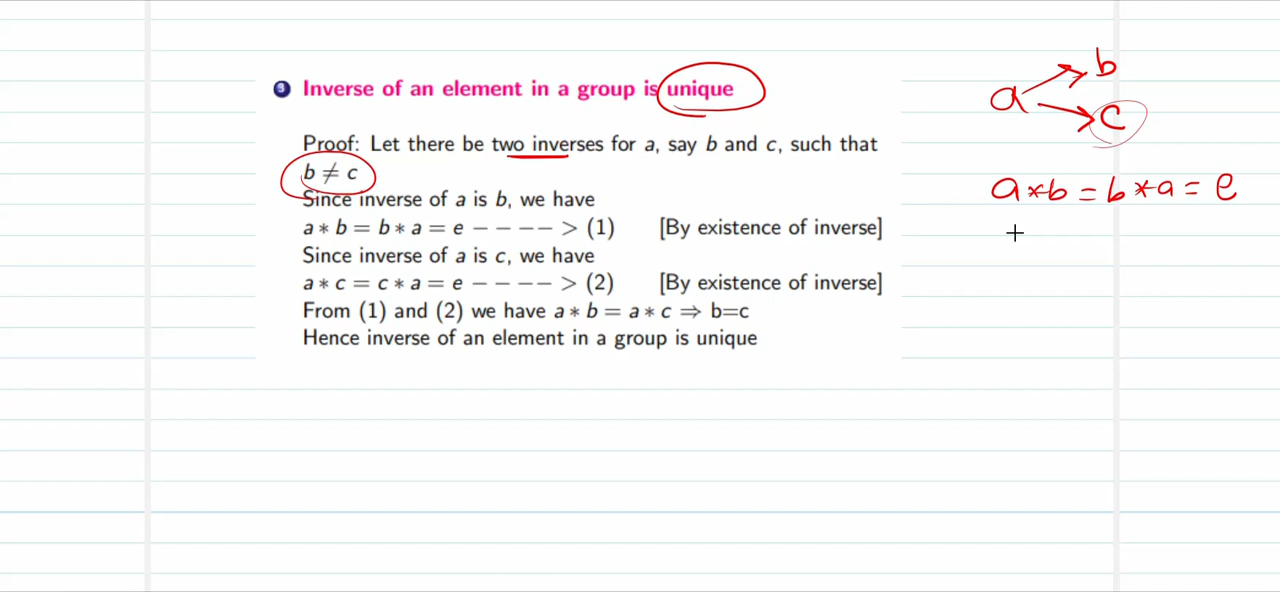 3 Inverse of an element in a group is unique
Proof: Let there be two inverses for a, say b and c, such that
b ≠ c
Since inverse of a is b, we have
a ∗ b = b ∗ a = e − − − − > (1) [By existence of inverse]
Since inverse of a is c, we have
a ∗ c = c ∗ a = e − − − − > (2) [By existence of inverse]
From (1) and (2) we have a ∗ b = a ∗ c ⇒ b=c
Hence inverse of an element in a group is unique
b
a
c
a * b = b * a = e